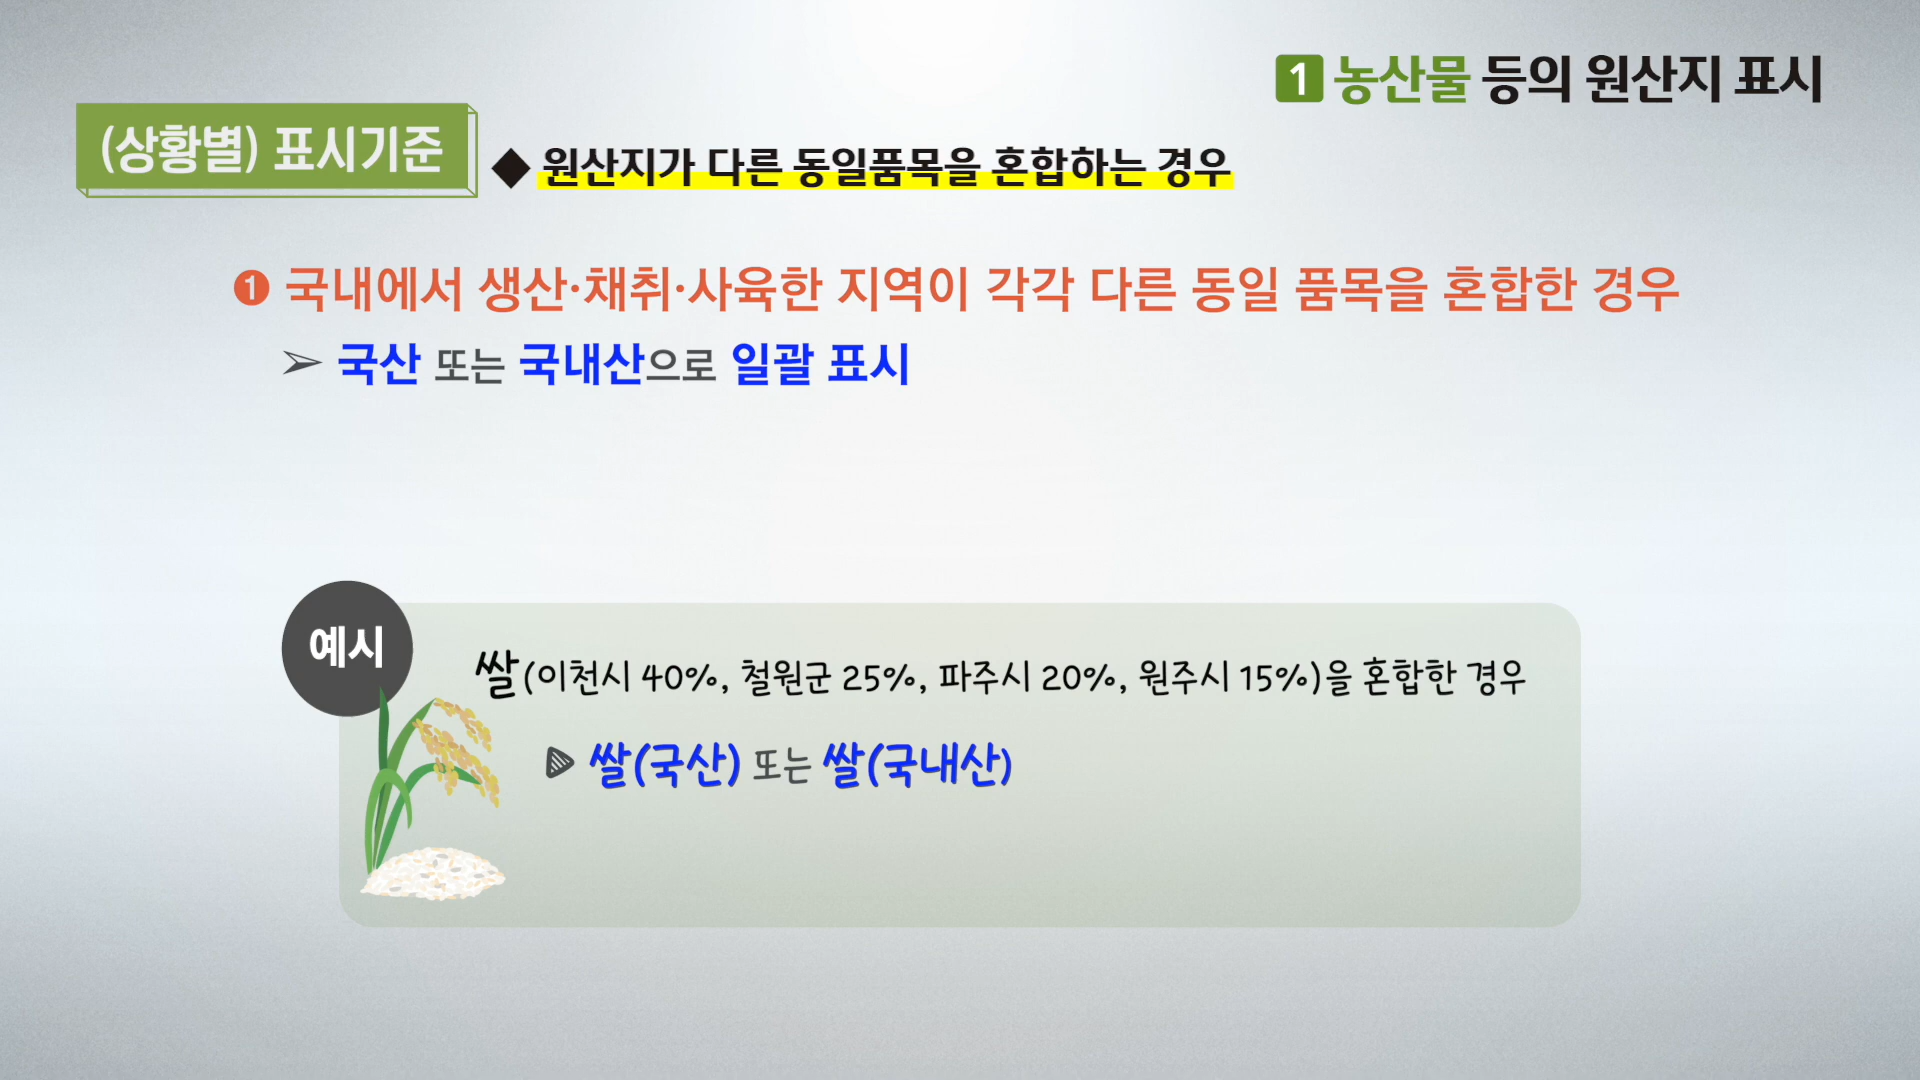 1 농산물 등의 원산지 표시
(상황별) 표시기준
◆ 원산지가 다른 동일품목을 혼합하는 경우
❶ 국내에서 생산·채취·사육한 지역이 각각 다른 동일 품목을 혼합한 경우
➢ 국산 또는 국내산으로 일괄 표시
예시
쌀(이천시 40%, 철원군 25%, 파주시 20%, 원주시 15%)을 혼합한 경우
▶ 쌀(국산) 또는 쌀(국내산)